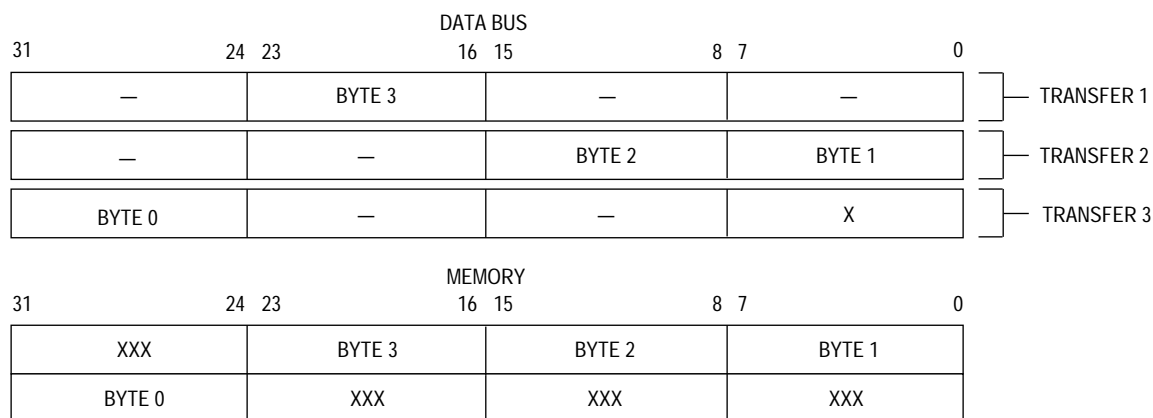 DATA BUS
31 24 23 16 15 8 7 0
— BYTE 3 — — TRANSFER 1
— — BYTE 2 BYTE 1 TRANSFER 2
BYTE 0 — — X TRANSFER 3
MEMORY
31 24 23 16 15 8 7 0
XXX BYTE 3 BYTE 2 BYTE 1
BYTE 0 XXX XXX XXX